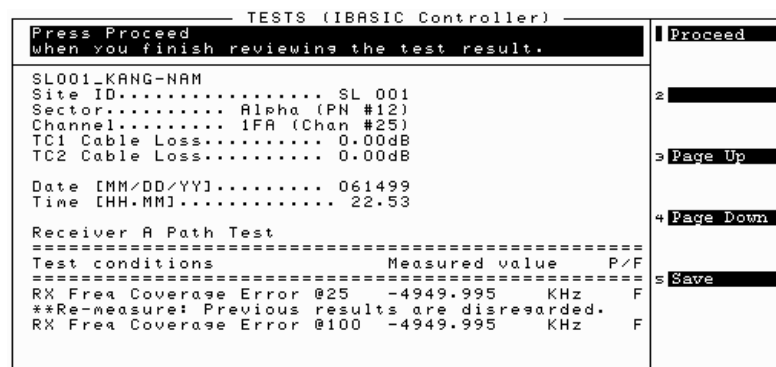 TESTS (IBASIC Controller)
Press Proceed
when you finish reviewing the test result.
SL001_KANG-NAM
Site ID.................. SL 001
Sector.......... Alpha (PN #12)
Channel......... 1FA (Chan #25)
TC1 Cable Loss.......... 0.00dB
TC2 Cable Loss.......... 0.00dB
Date [MM/DD/YY]......... 061499
Time [HH.MM]............. 22.53
Receiver A Path Test
==========================================================
Test conditions Measured value P/F
==========================================================
RX Freq Coverage Error @25 -4949.995 KHz F
**Re-measure: Previous results are disregarded.
RX Freq Coverage Error @100 -4949.995 KHz F
1 Proceed
2
3 Page Up
4 Page Down
5 Save